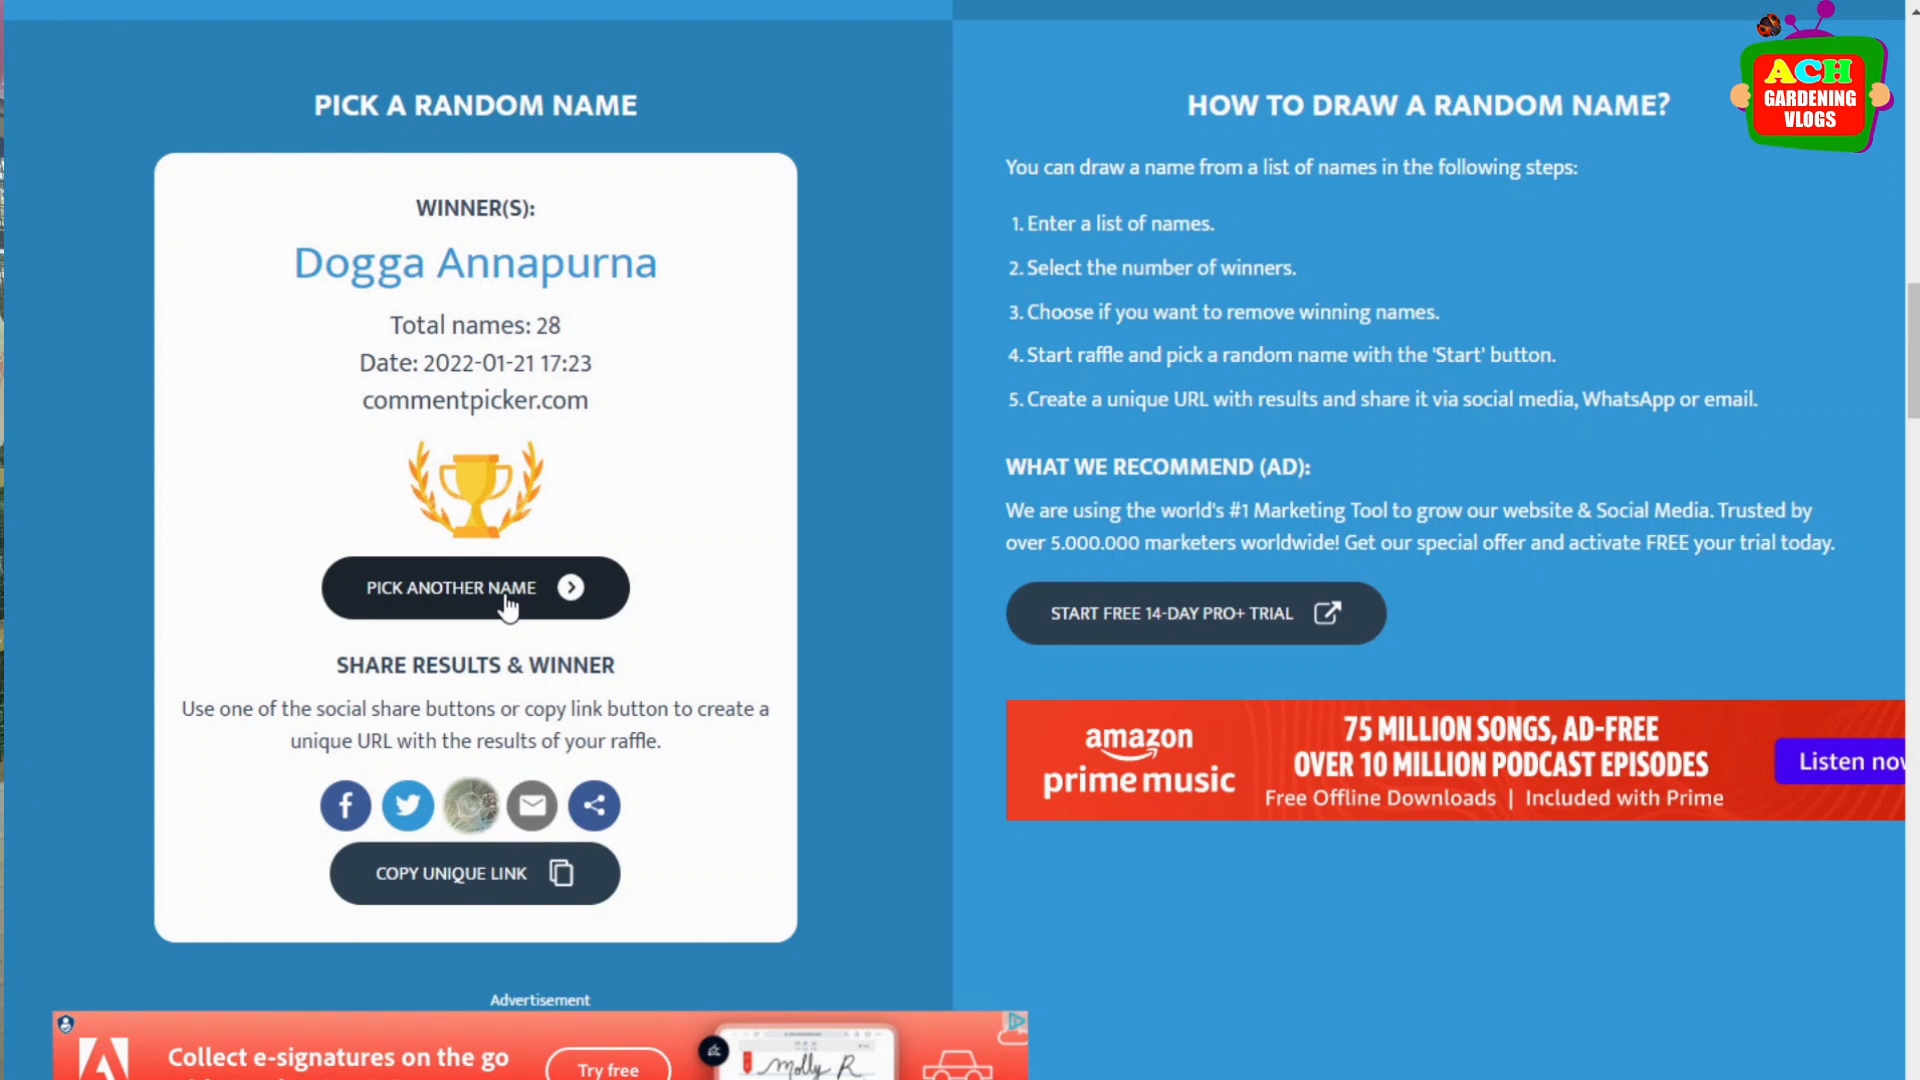 ACH
GARDENING
VLOGS
PICK A RANDOM NAME
WINNER(S):
Dogga Annapurna
Total names: 28
Date: 2022-01-21 17:23
commentpicker.com
PICK ANOTHER NAME
SHARE RESULTS & WINNER
Use one of the social share buttons or copy link button to create a
unique URL with the results of your raffle.
COPY UNIQUE LINK
Advertisement
Collect e-signatures on the go
Try free
Molly R
HOW TO DRAW A RANDOM NAME?
You can draw a name from a list of names in the following steps:
1. Enter a list of names.
2. Select the number of winners.
3. Choose if you want to remove winning names.
4. Start raffle and pick a random name with the 'Start' button.
5. Create a unique URL with results and share it via social media, WhatsApp or email.
WHAT WE RECOMMEND (AD):
We are using the world's #1 Marketing Tool to grow our website & Social Media. Trusted by
over 5.000.000 marketers worldwide! Get our special offer and activate FREE your trial today.
START FREE 14-DAY PRO+ TRIAL
amazon
prime music
75 MILLION SONGS, AD-FREE
OVER 10 MILLION PODCAST EPISODES
Free Offline Downloads | Included with Prime
Listen now